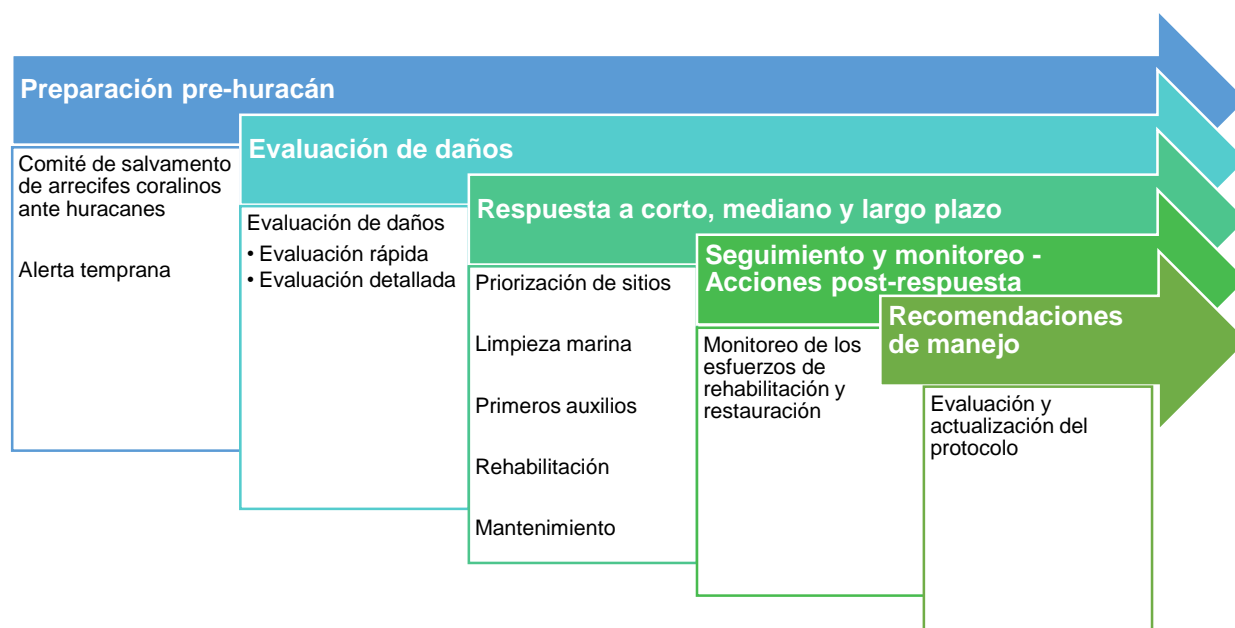 Preparación pre-huracán
Comité de salvamento
de arrecifes coralinos
ante huracanes
Alerta temprana
Evaluación de daños
Evaluación de daños
• Evaluación rápida
• Evaluación detallada
Respuesta a corto, mediano y largo plazo
Priorización de sitios
Limpieza marina
Primeros auxilios
Rehabilitación
Mantenimiento
Seguimiento y monitoreo -
Acciones post-respuesta
Monitoreo de los
esfuerzos de
rehabilitación y
restauración
Recomendaciones
de manejo
Evaluación y
actualización del
protocolo